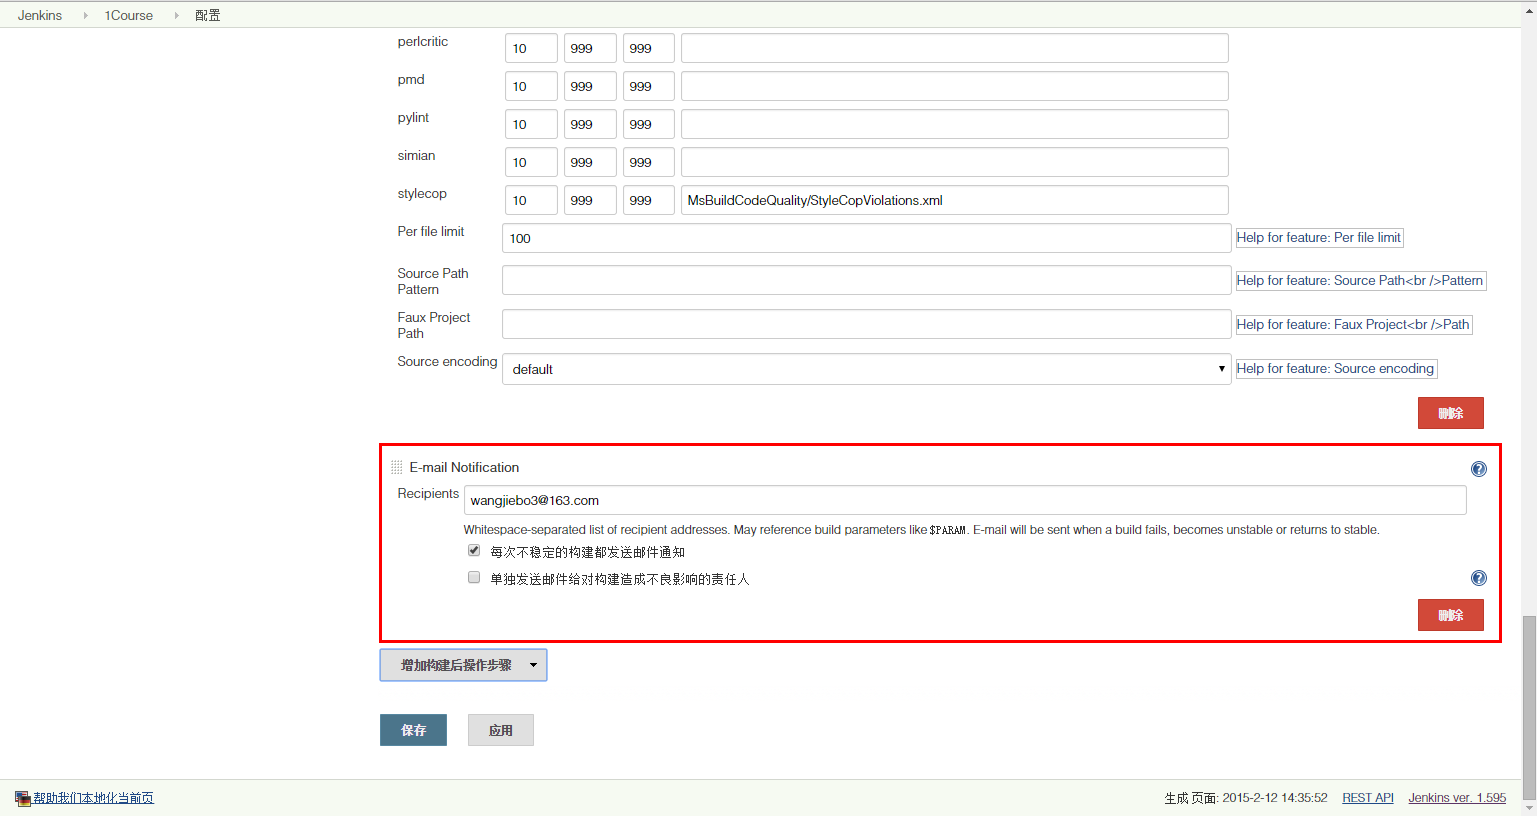 Jenkins 1Course 配置
perlcritic 10 999 999
pmd 10 999 999
pylint 10 999 999
simian 10 999 999
stylecop 10 999 999 MsBuildCodeQuality/StyleCopViolations.xml
Per file limit 100 Help for feature: Per file limit
Source Path
Pattern
Help for feature: Source Path<br />Pattern
Faux Project
Path
Help for feature: Faux Project<br />Path
Source encoding default Help for feature: Source encoding
删除
E-mail Notification
Recipients wangjiebo3@163.com
Whitespace-separated list of recipient addresses. May reference build parameters like $PARAM. E-mail will be sent when a build fails, becomes unstable or returns to stable.
每次不稳定的构建都发送邮件通知
单独发送邮件给对构建造成不良影响的责任人
删除
增加构建后操作步骤
保存 应用
帮助我们本地化当前页 生成 页面: 2015-2-12 14:35:52 REST API Jenkins ver. 1.595